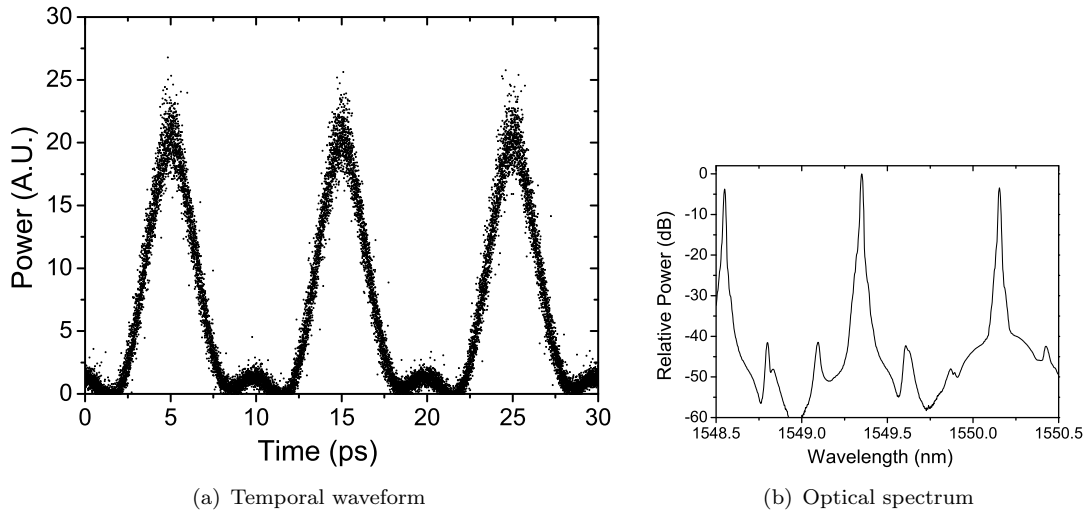 30
25
20
15
10
5
0
Power (A.U.)
0 5 10 15 20 25 30
Time (ps)
(a) Temporal waveform
0
-10
-20
-30
-40
-50
-60
Relative Power (dB)
1548.5 1549.0 1549.5 1550.0 1550.5
Wavelength (nm)
(b) Optical spectrum